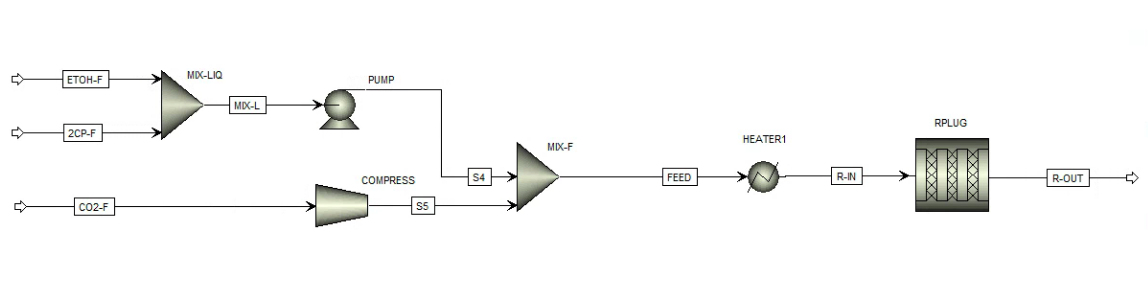 ETOH-F
MIX-LIQ
PUMP
MIX-L
2CP-F
RPLUG
HEATER1
MIX-F
COMPRESS
S4
FEED
R-IN
R-OUT
CO2-F
S5